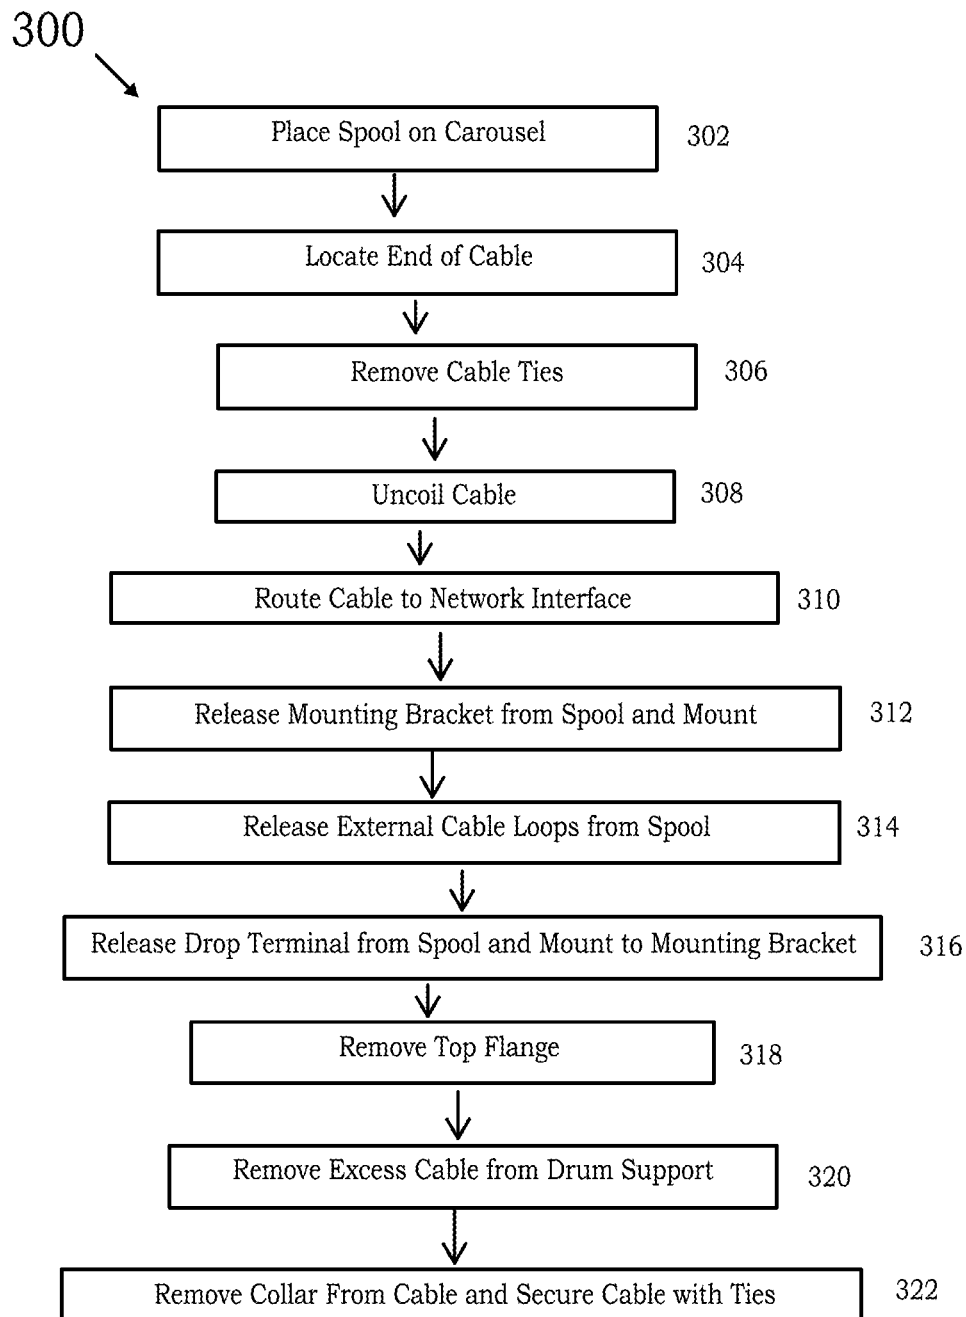 300
Place Spool on Carousel 302
Locate End of Cable 304
Remove Cable Ties 306
Uncoil Cable 308
Route Cable to Network Interface 310
Release Mounting Bracket from Spool and Mount 312
Release External Cable Loops from Spool 314
Release Drop Terminal from Spool and Mount to Mounting Bracket 316
Remove Top Flange 318
Remove Excess Cable from Drum Support 320
Remove Collar From Cable and Secure Cable with Ties 322